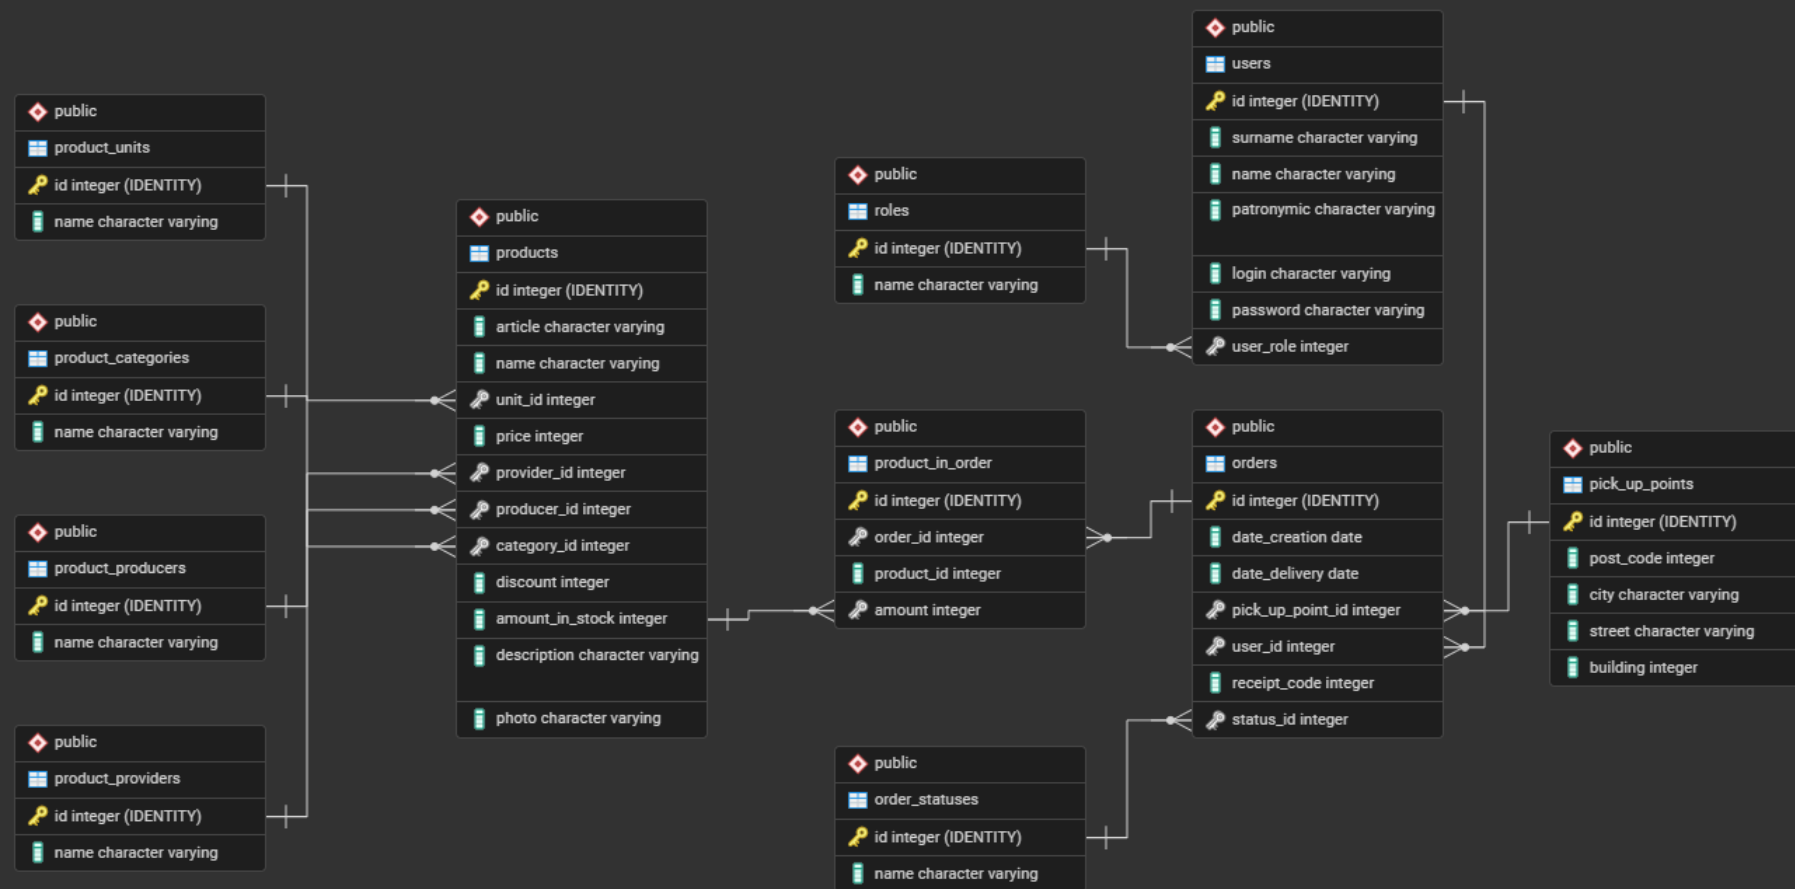 public
product_units
id integer (IDENTITY)
name character varying
public
product_categories
id integer (IDENTITY)
name character varying
public
product_producers
id integer (IDENTITY)
name character varying
public
product_providers
id integer (IDENTITY)
name character varying
public
products
id integer (IDENTITY)
article character varying
name character varying
unit_id integer
price integer
provider_id integer
producer_id integer
category_id integer
discount integer
amount_in_stock integer
description character varying
photo character varying
public
roles
id integer (IDENTITY)
name character varying
public
product_in_order
id integer (IDENTITY)
order_id integer
product_id integer
amount integer
public
order_statuses
id integer (IDENTITY)
name character varying
public
users
id integer (IDENTITY)
surname character varying
name character varying
patronymic character varying
login character varying
password character varying
user_role integer
public
orders
id integer (IDENTITY)
date_creation date
date_delivery date
pick_up_point_id integer
user_id integer
receipt_code integer
status_id integer
public
pick_up_points
id integer (IDENTITY)
post_code integer
city character varying
street character varying
building integer